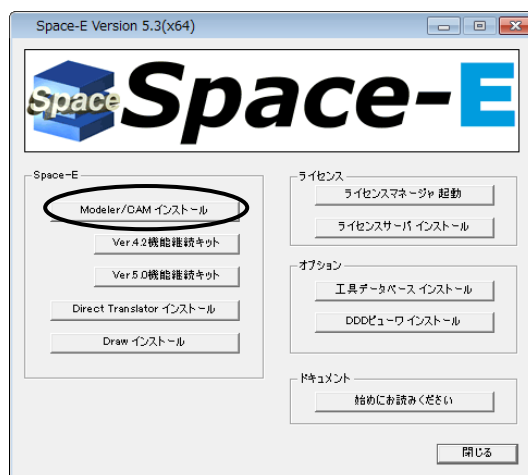 Space-E Version 5.3(x64)
Space
Space-E
Space-E
Modeler/CAM インストール
Ver.4.2機能継続キット
Ver.5.0機能継続キット
Direct Translator インストール
Draw インストール
ライセンス
ライセンスマネージャ 起動
ライセンスサーバ インストール
オプション
工具データベース インストール
DDDビューワ インストール
ドキュメント
始めにお読みください
閉じる